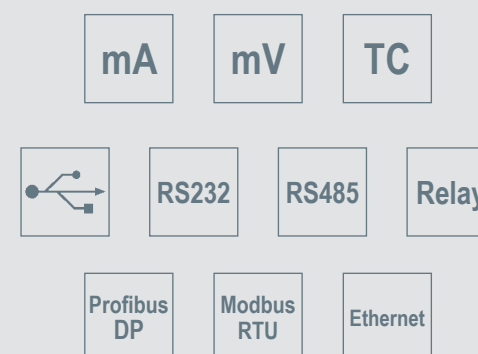 mA mV TC
RS232 RS485 Relay
Profibus Modbus
DP RTU Ethernet